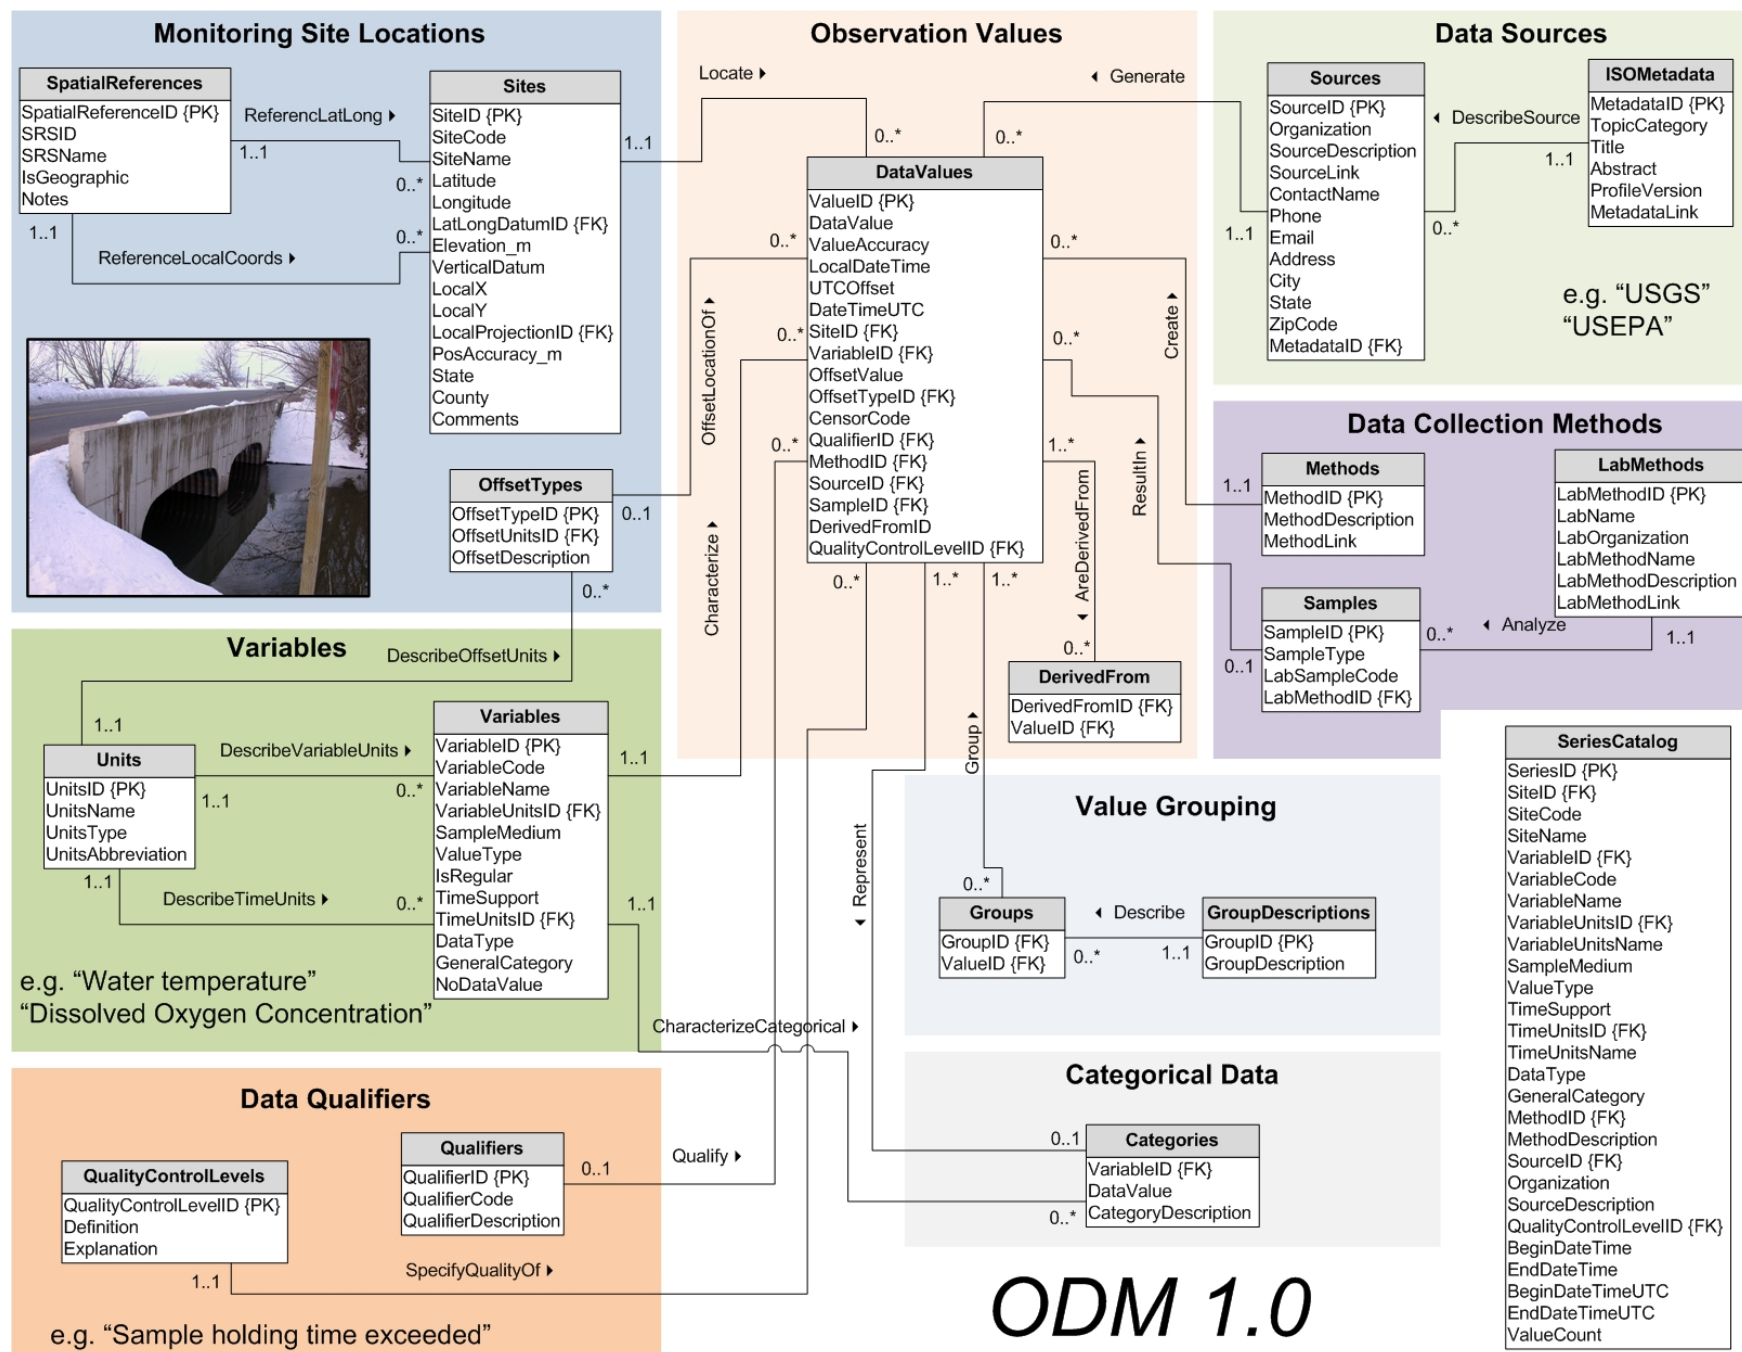 Monitoring Site Locations
SpatialReferences
SpatialReferenceID {PK}
SRSID
SRSName
IsGeographic
Notes
ReferencLatLong
1..1
0..*
1..1
ReferenceLocalCoords
0..*
Sites
SiteID {PK}
SiteCode
SiteName
Latitude
Longitude
LatLongDatumID {FK}
Elevation_m
VerticalDatum
LocalX
LocalY
LocalProjectionID {FK}
PosAccuracy_m
State
County
Comments
1..1
OffsetTypes
OffsetTypeID {PK}
OffsetUnitsID {FK}
OffsetDescription
0..1
0..*
Observation Values
Locate
Generate
0..*
0..*
DataValues
ValueID {PK}
DataValue
ValueAccuracy
LocalDateTime
UTCOffset
DateTimeUTC
SiteID {FK}
VariableID {FK}
OffsetValue
OffsetTypeID {FK}
CensorCode
QualifierID {FK}
MethodID {FK}
SourceID {FK}
SampleID {FK}
DerivedFromID
QualityControlLevelID {FK}
0..*
0..*
0..*
0..*
0..*
1..*
0..*
1..*
1..*
OffsetLocationOf
Characterize
Create
ResultIn
AreDerivedFrom
0..*
DerivedFrom
DerivedFromID {FK}
ValueID {FK}
Group
Represent
Data Sources
Sources
SourceID {PK}
Organization
SourceDescription
SourceLink
ContactName
Phone
Email
Address
City
State
ZipCode
MetadataID {FK}
1..1
DescribeSource
1..1
0..*
ISOMetadata
MetadataID {PK}
TopicCategory
Title
Abstract
ProfileVersion
MetadataLink
e.g. “USGS”
“USEPA”
Data Collection Methods
Methods
MethodID {PK}
MethodDescription
MethodLink
1..1
LabMethods
LabMethodID {PK}
LabName
LabOrganization
LabMethodName
LabMethodDescription
LabMethodLink
Samples
SampleID {PK}
SampleType
LabSampleCode
LabMethodID {FK}
0..1
0..*
Analyze
1..1
Variables
DescribeOffsetUnits
1..1
Units
UnitsID {PK}
UnitsName
UnitsType
UnitsAbbreviation
DescribeVariableUnits
1..1
0..*
1..1
DescribeTimeUnits
0..*
Variables
VariableID {PK}
VariableCode
VariableName
VariableUnitsID {FK}
SampleMedium
ValueType
IsRegular
TimeSupport
TimeUnitsID {FK}
DataType
GeneralCategory
NoDataValue
1..1
1..1
e.g. “Water temperature”
“Dissolved Oxygen Concentration”
CharacterizeCategorical
Value Grouping
0..*
Groups
GroupID {FK}
ValueID {FK}
Describe
0..*
1..1
GroupDescriptions
GroupID {PK}
GroupDescription
Categorical Data
0..1
0..*
Categories
VariableID {FK}
DataValue
CategoryDescription
Data Qualifiers
QualityControlLevels
QualityControlLevelID {PK}
Definition
Explanation
1..1
Qualifiers
QualifierID {PK}
QualifierCode
QualifierDescription
0..1
Qualify
SpecifyQualityOf
e.g. “Sample holding time exceeded”
ODM 1.0
SeriesCatalog
SeriesID {PK}
SiteID {FK}
SiteCode
SiteName
VariableID {FK}
VariableCode
VariableName
VariableUnitsID {FK}
VariableUnitsName
SampleMedium
ValueType
TimeSupport
TimeUnitsID {FK}
TimeUnitsName
DataType
GeneralCategory
MethodID {FK}
MethodDescription
SourceID {FK}
Organization
SourceDescription
QualityControlLevelID {FK}
BeginDateTime
EndDateTime
BeginDateTimeUTC
EndDateTimeUTC
ValueCount